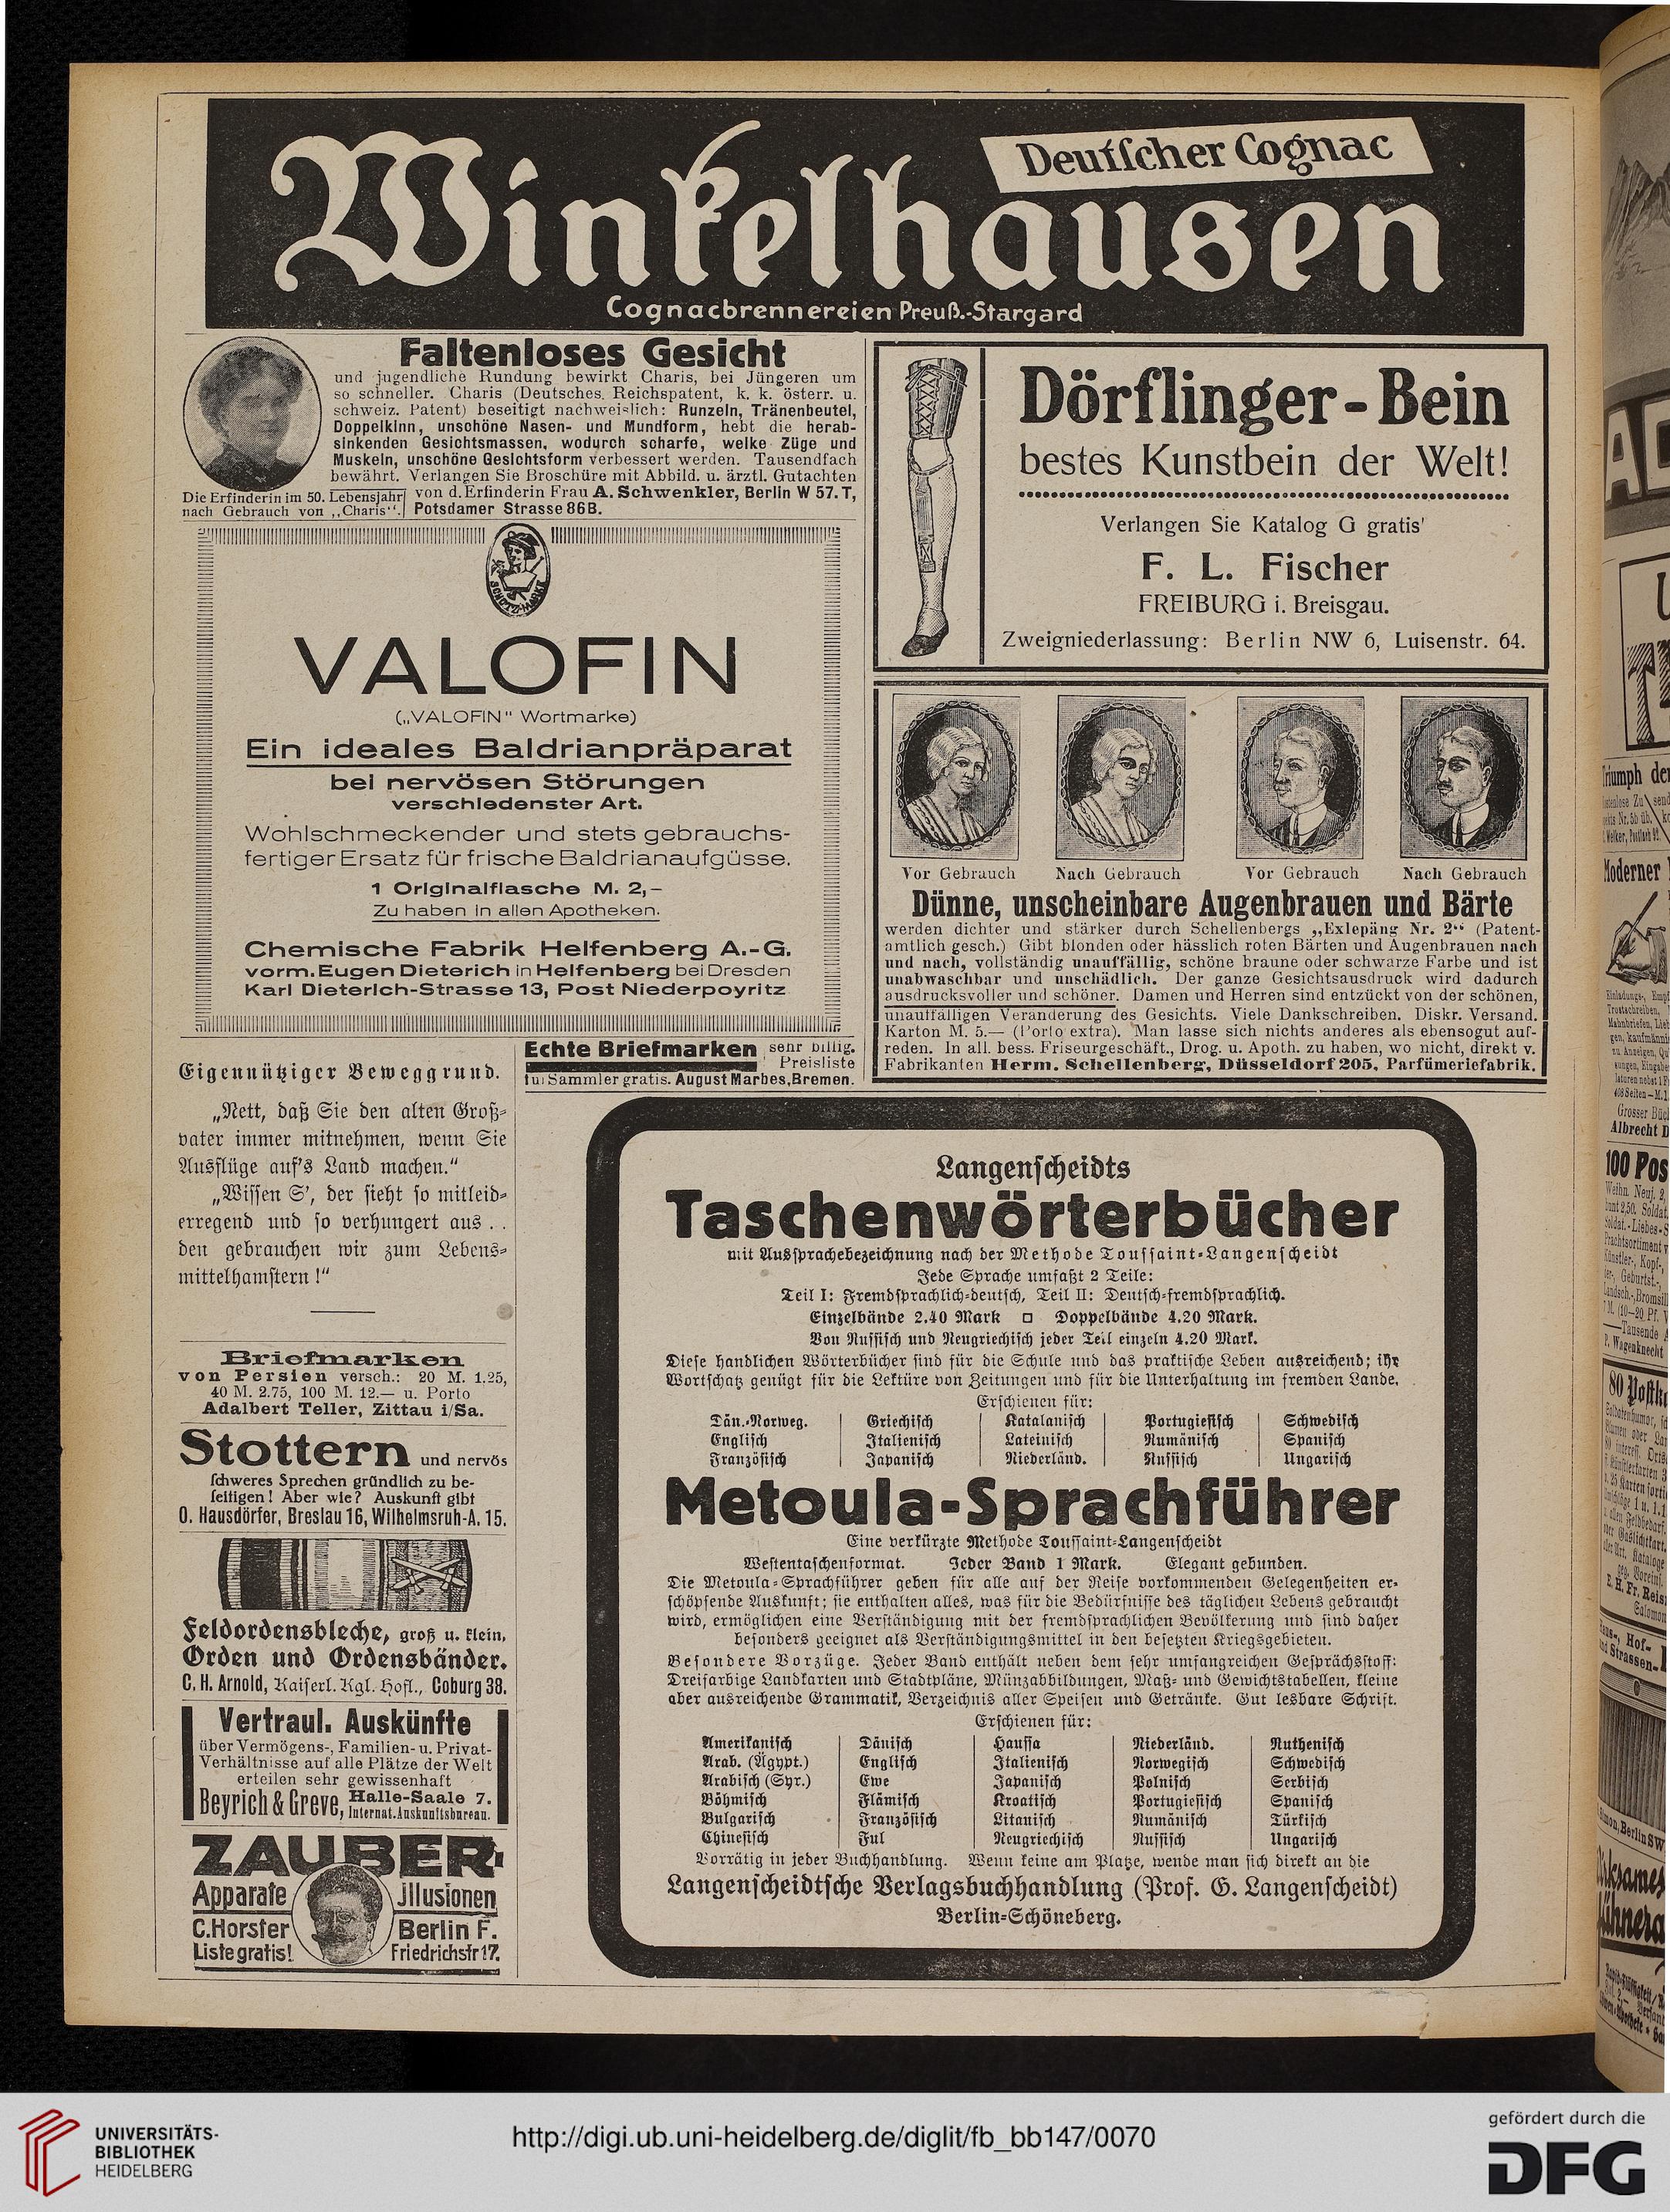 Deutscher Cognac
Winkelhausen
Cognacbrennereien Preuß.-Stargard
Faltenloses Gesicht
und jugendliche Rundung bewirkt Charis, bei Jüngeren um
so schneller. Charis (Deutsches Reichspatent, k. k. österr. u.
schweiz. Patent) beseitigt nachweislich: Runzeln, Tränenbeutel,
Doppelkinn, unschöne Nasen- und Mundform, hebt die herab-
sinkenden Gesichtsmassen, wodurch scharfe, welke Züge und
Muskeln, unschöne Gesichtsform verbessert werden. Tausendfach
bewährt. Verlangen Sie Broschüre mit Abbild. u. ärztl. Gutachten
von d. Erfinderin Frau A. Schwenkler, Berlin W 57. T,
Potsdamer Strasse 86B.
Die Erfinderin im 50. Lebensjahr
nach Gebrauch von „Charis“.
Dörflinger-Bein
bestes Kunstbein der Welt!
Verlangen Sie Katalog G gratis
F. L. Fischer
FREIBURG i. Breisgau.
Zweigniederlassung: Berlin NW 6, Luisenstr. 64.
SCHUTZ-MARKE
VALOFIN
(„VALOFIN“ Wortmarke)
Ein ideales Baldrianpräparat
bei nervösen Störungen
verschiedenster Art.
Wohlschmeckender und stets gebrauchs-
fertiger Ersatz für frische Baldrianaufgüsse.
1 Originalflasche M. 2,–
Zu haben in allen Apotheken.
Chemische Fabrik Helfenberg A.-G.
vorm. Eugen Dieterich in Helfenberg bei Dresden
Karl Dieterich-Strasse 13, Post Niederpoyritz
Vor Gebrauch Nach Gebrauch Vor Gebrauch Nach Gebrauch
Dünne, unscheinbare Augenbrauen und Bärte
werden dichter und stärker durch Schellenbergs „Exlepäng Nr. 2“ (Patent-
amtlich gesch.) Gibt blonden oder hässlich roten Bärten und Augenbrauen nach
und nach, vollständig unauffällig, schöne braune oder schwarze Farbe und ist
unabwaschbar und unschädlich. Der ganze Gesichtsausdruck wird dadurch
ausdrucksvoller und schöner. Damen und Herren sind entzückt von der schönen,
unauffälligen Veränderung des Gesichts. Viele Dankschreiben. Diskr. Versand.
Karton M. 5.— (Porto extra). Man lasse sich nichts anderes als ebensogut auf-
reden. In all. bess. Friseurgeschäft., Drog. u. Apoth. zu haben, wo nicht, direkt v.
Fabrikanten Herm. Schellenberg, Düsseldorf 205, Parfümeriefabrik.
Echte Briefmarken sehr billig.
Preisliste
für Sammler gratis. August Marbes, Bremen.
Eigennütziger Beweggrund.
„Nett, daß Sie den alten Groß-
vater immer mitnehmen, wenn Sie
Ausflüge auf's Land machen.“
„Wissen S', der sieht so mitleid-
erregend und so verhungert aus . .
den gebrauchen wir zum Lebens-
mittelhamstern!“
Briefmarken
von Persien versch.: 20 M. 1.25,
40 M. 2.75, 100 M. 12.— u. Porto
Adalbert Teller, Zittau i/Sa.
Stottern und nervös
schweres Sprechen gründlich zu be-
seitigen! Aber wie? Auskunft gibt
O. Hausdörfer, Breslau 16, Wilhelmsruh-A. 15.
Feldordensbleche, groß u. klein,
Orden und Ordensbänder.
C. H. Arnold, Kaiserl. Kgl. Hofl., Coburg 38.
Vertraul. Auskünfte
über Vermögens-, Familien- u. Privat-
Verhältnisse auf alle Plätze der Welt
erteilen sehr gewissenhaft
Beyrich & Greve, Halle-Saale 7.
Internat. Auskunftsbureau.
ZAUBER-
Apparate Jllusionen
C. Horster Berlin F.
Liste gratis! Friedrichstr 17.
Langenscheidts
Taschenwörterbücher
mit Aussprachebezeichnung nach der Methode Toussaint-Langenscheidt
Jede Sprache umfaßt 2 Teile:
Teil I: Fremdsprachlich-deutsch, Teil II: Deutsch-fremdsprachlich.
Einzelbände 2.40 Mark □ Doppelbände 4.20 Mark.
Von Russisch und Neugriechisch jeder Teil einzeln 4.20 Mark.
Diese handlichen Wörterbücher sind für die Schule und das praktische Leben ausreichend; ihr
Wortschatz genügt für die Lektüre von Zeitungen und für die Unterhaltung im fremden Lande.
Erschienen für:
Dän.-Norweg. Griechisch Katalanisch Portugiesisch Schwedisch
Englisch Italienisch Lateinisch Rumänisch Spanisch
Französisch Japanisch Niederländ. Russisch Ungarisch
Metoula-Sprachführer
Eine verkürzte Methode Toussaint-Langenscheidt
Westentaschenformat. Jeder Band 1 Mark. Elegant gebunden.
Die Metoula-Sprachführer geben für alle auf der Reise vorkommenden Gelegenheiten er-
schöpfende Auskunft; sie enthalten alles, was für die Bedürfnisse des täglichen Lebens gebraucht
wird, ermöglichen eine Verständigung mit der fremdsprachlichen Bevölkerung und sind daher
besonders geeignet als Verständigungsmittel in den besetzten Kriegsgebieten.
Besondere Vorzüge. Jeder Band enthält neben dem sehr umfangreichen Gesprächsstoff:
Dreifarbige Landkarten und Stadtpläne, Münzabbildungen, Maß- und Gewichtstabellen, kleine
aber ausreichende Grammatik, Verzeichnis aller Speisen und Getränke. Gut lesbare Schrift.
Erschienen für:
Amerikanisch Dänisch Haussa Niederländ. Ruthenisch
Arab. (Ägypt.) Englisch Italienisch Norwegisch Schwedisch
Arabisch (Syr.) Ewe Japanisch Polnisch Serbisch
Böhmisch Flämisch Kroatisch Portugiesisch Spanisch
Bulgarisch Französisch Litauisch Rumänisch Türkisch
Chinesisch Ful Neugriechisch Russisch Ungarisch
Vorrätig in jeder Buchhandlung. Wenn keine am Platze, wende man sich direkt an die
Langenscheidtsche Verlagsbuchhandlung (Prof. G. Langenscheidt)
Berlin-Schöneberg.
Moderner
Grosser
Albrecht
100 Pos
80 Postk
UNIVERSITÄTS-
BIBLIOTHEK
HEIDELBERG
http://digi.ub.uni-heidelberg.de/diglit/fb_bb147/0070
gefördert durch die
DFG